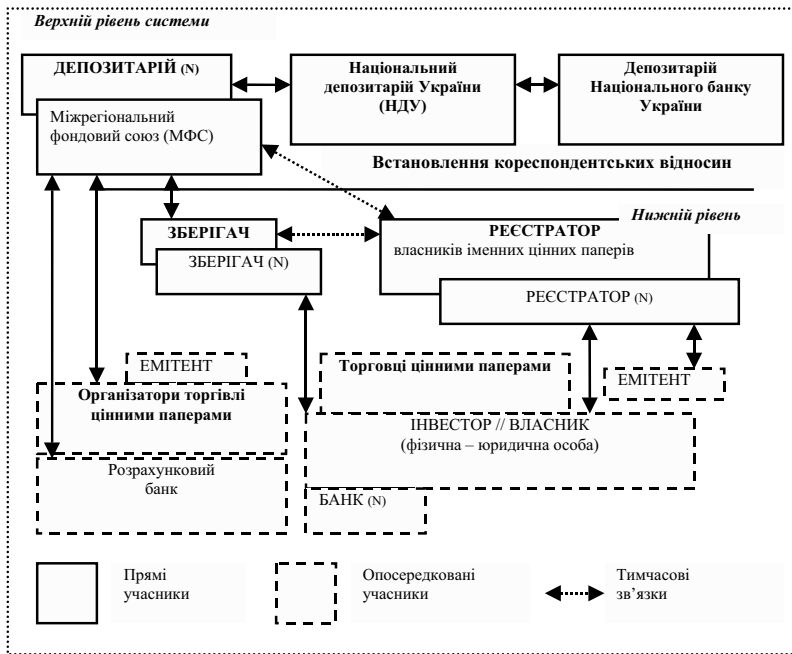 Верхній рівень системи
ДЕПОЗИТАРІЙ (N)
Міжрегіональний
фондовий союз (МФС)
Національний
депозитарій України
(НДУ)
Депозитарій
Національного банку
України
Встановлення кореспондентських відносин
Нижній рівень
ЗБЕРІГАЧ
ЗБЕРІГАЧ (N)
РЕЄСТРАТОР
власників іменних цінних паперів
РЕЄСТРАТОР (N)
ЕМІТЕНТ
Організатори торгівлі
цінними паперами
Розрахунковий
банк
Торговці цінними паперами
ЕМІТЕНТ
ІНВЕСТОР // ВЛАСНИК
(фізична – юридична особа)
БАНК (N)
Прямі
учасники
Опосередковані
учасники
Тимчасові
зв’язки